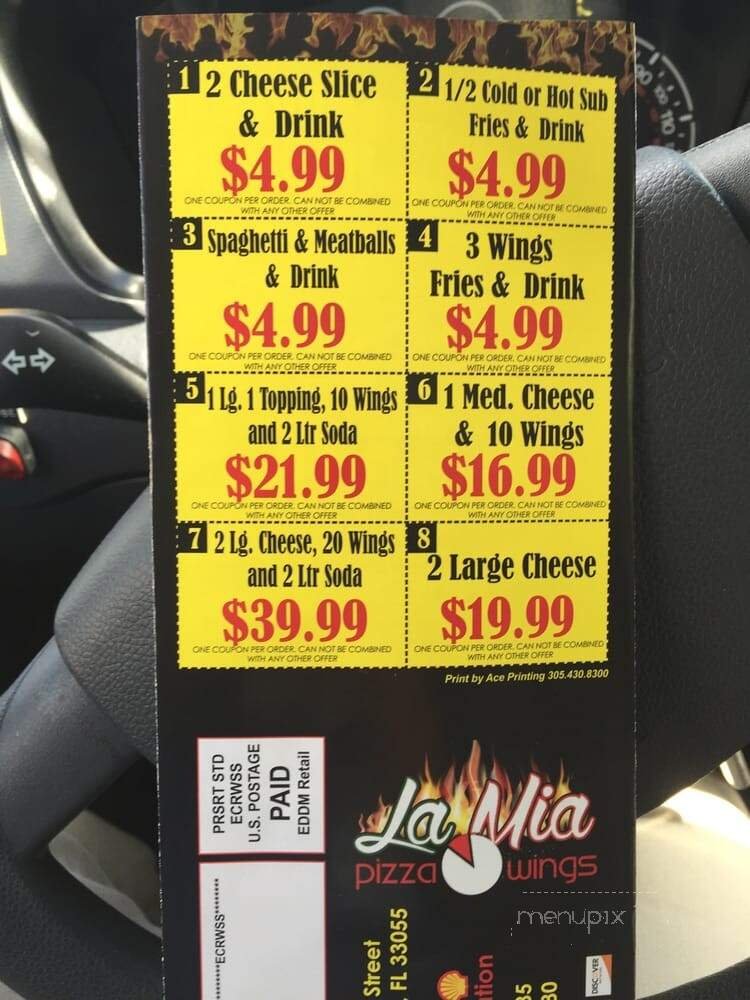 1 2 Cheese Slice
& Drink
$4.99
ONE COUPON PER ORDER. CAN NOT BE COMBINED
WITH ANY OTHER OFFER
2 1/2 Cold or Hot Sub
Fries & Drink
$4.99
ONE COUPON PER ORDER. CAN NOT BE COMBINED
WITH ANY OTHER OFFER
3 Spaghetti & Meatballs
& Drink
$4.99
ONE COUPON PER ORDER. CAN NOT BE COMBINED
WITH ANY OTHER OFFER
4 3 Wings
Fries & Drink
$4.99
ONE COUPON PER ORDER. CAN NOT BE COMBINED
WITH ANY OTHER OFFER
5 1 Lg. 1 Topping, 10 Wings
and 2 Ltr Soda
$21.99
ONE COUPON PER ORDER. CAN NOT BE COMBINED
WITH ANY OTHER OFFER
6 1 Med. Cheese
& 10 Wings
$16.99
ONE COUPON PER ORDER. CAN NOT BE COMBINED
WITH ANY OTHER OFFER
7 2 Lg. Cheese, 20 Wings
and 2 Ltr Soda
$39.99
ONE COUPON PER ORDER. CAN NOT BE COMBINED
WITH ANY OTHER OFFER
8
2 Large Cheese
$19.99
ONE COUPON PER ORDER. CAN NOT BE COMBINED
WITH ANY OTHER OFFER
Print by Ace Printing 305.430.8300
PRSRT STD
ECRWSS
U.S. POSTAGE
PAID
EDDM Retail
La Mia
pizza wings
Street
FL 33055
DISCOVER
menupix